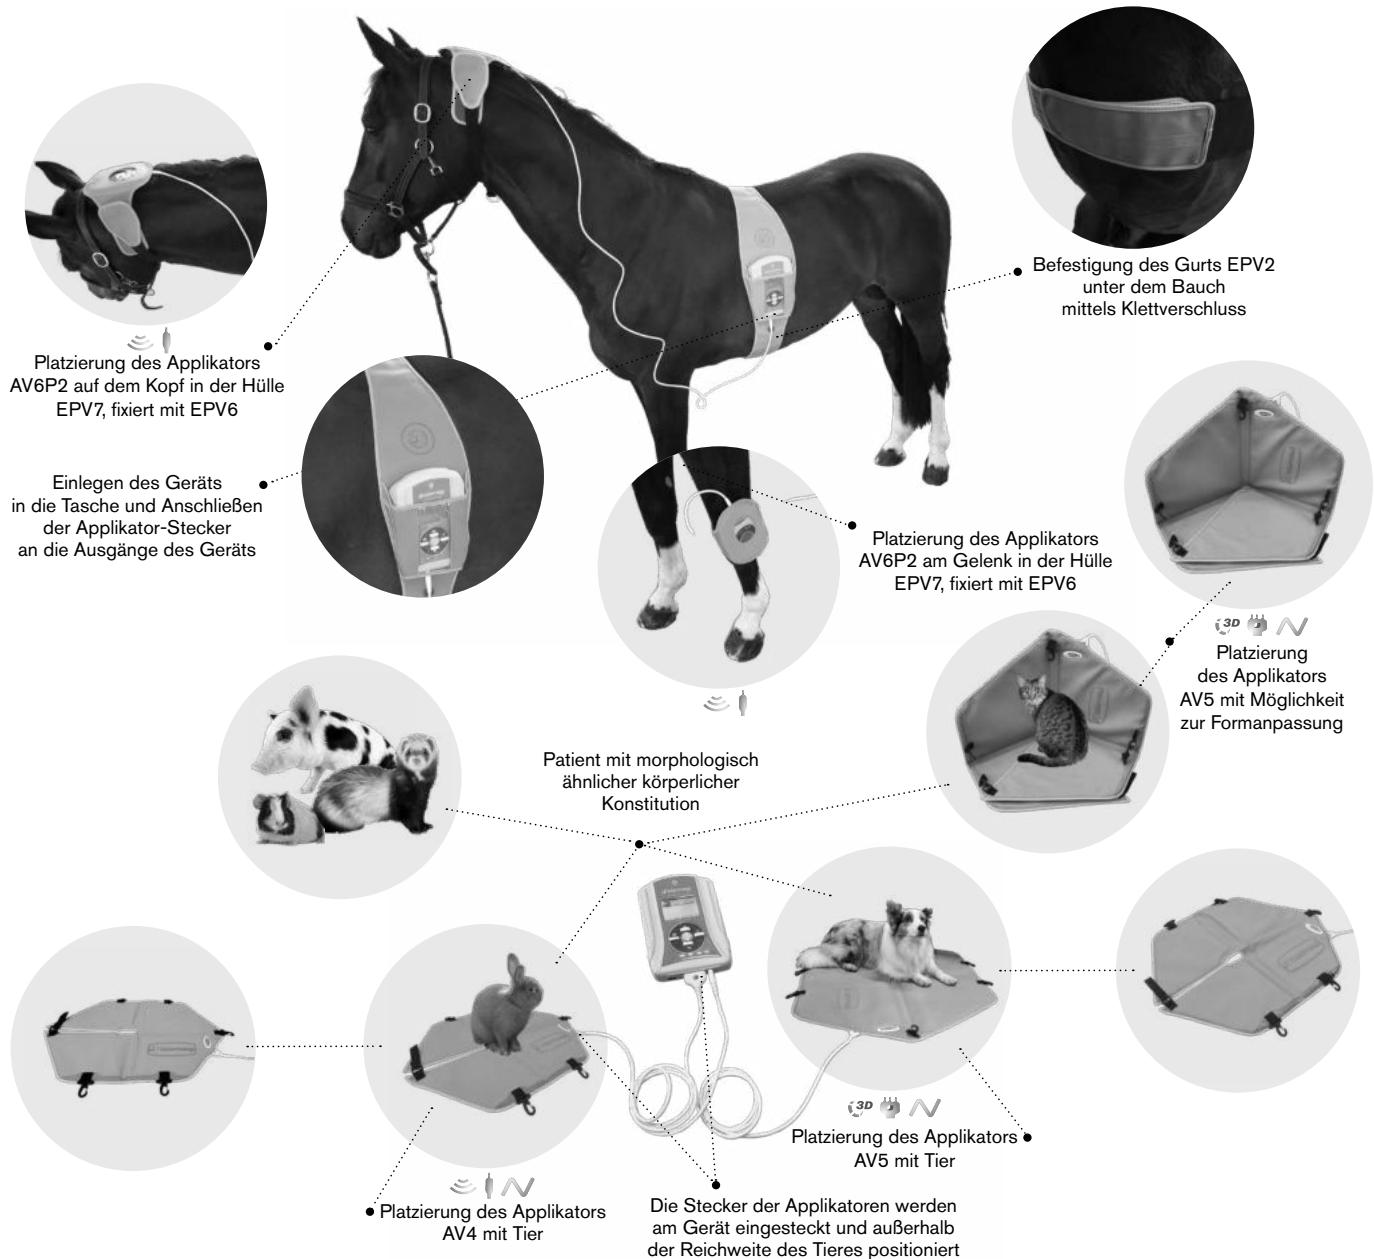 Befestigung des Gurts EPV2
unter dem Bauch
mittels Klettverschluss
Platzierung des Applikators
AV6P2 auf dem Kopf in der Hülle
EPV7, fixiert mit EPV6
Einlegen des Geräts
in die Tasche und Anschließen
der Applikator-Stecker
an die Ausgänge des Geräts
Platzierung des Applikators
AV6P2 am Gelenk in der Hülle
EPV7, fixiert mit EPV6
3D
Platzierung
des Applikators
AV5 mit Möglichkeit
zur Formanpassung
Patient mit morphologisch
ähnlicher körperlicher
Konstitution
3D
Platzierung des Applikators
AV5 mit Tier
Platzierung des Applikators
AV4 mit Tier
Die Stecker der Applikatoren werden
am Gerät eingesteckt und außerhalb
der Reichweite des Tieres positioniert